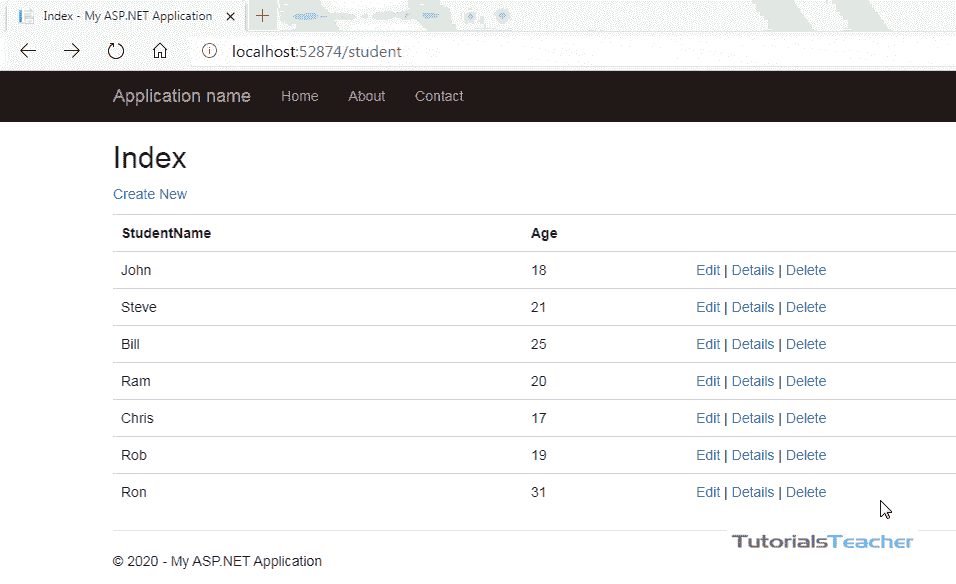 Index - My ASP.NET Application
localhost:52874/student
Application name Home About Contact
Index
Create New
StudentName Age
John 18 Edit | Details | Delete
Steve 21 Edit | Details | Delete
Bill 25 Edit | Details | Delete
Ram 20 Edit | Details | Delete
Chris 17 Edit | Details | Delete
Rob 19 Edit | Details | Delete
Ron 31 Edit | Details | Delete
TutorialsTeacher
© 2020 - My ASP.NET Application